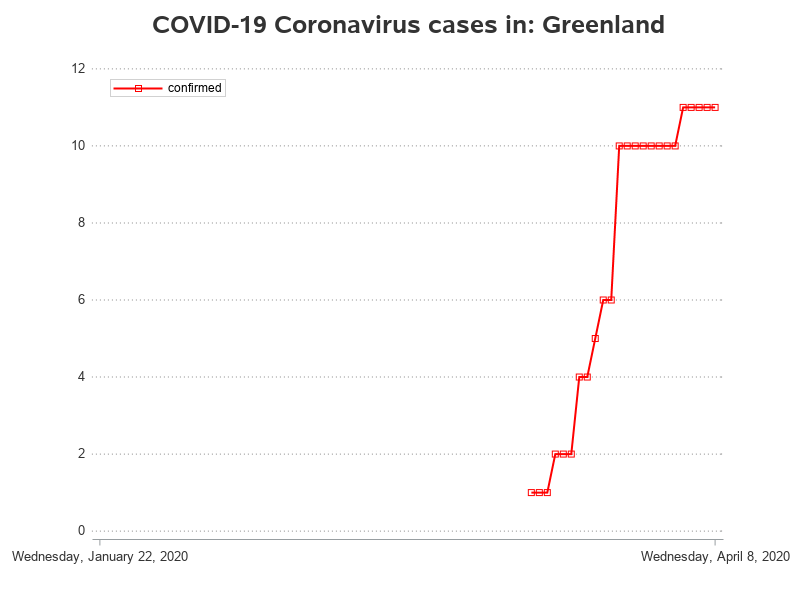 COVID-19 Coronavirus cases in: Greenland
12
confirmed
10
8
6
4
2
0
Wednesday, January 22, 2020
Wednesday, April 8, 2020